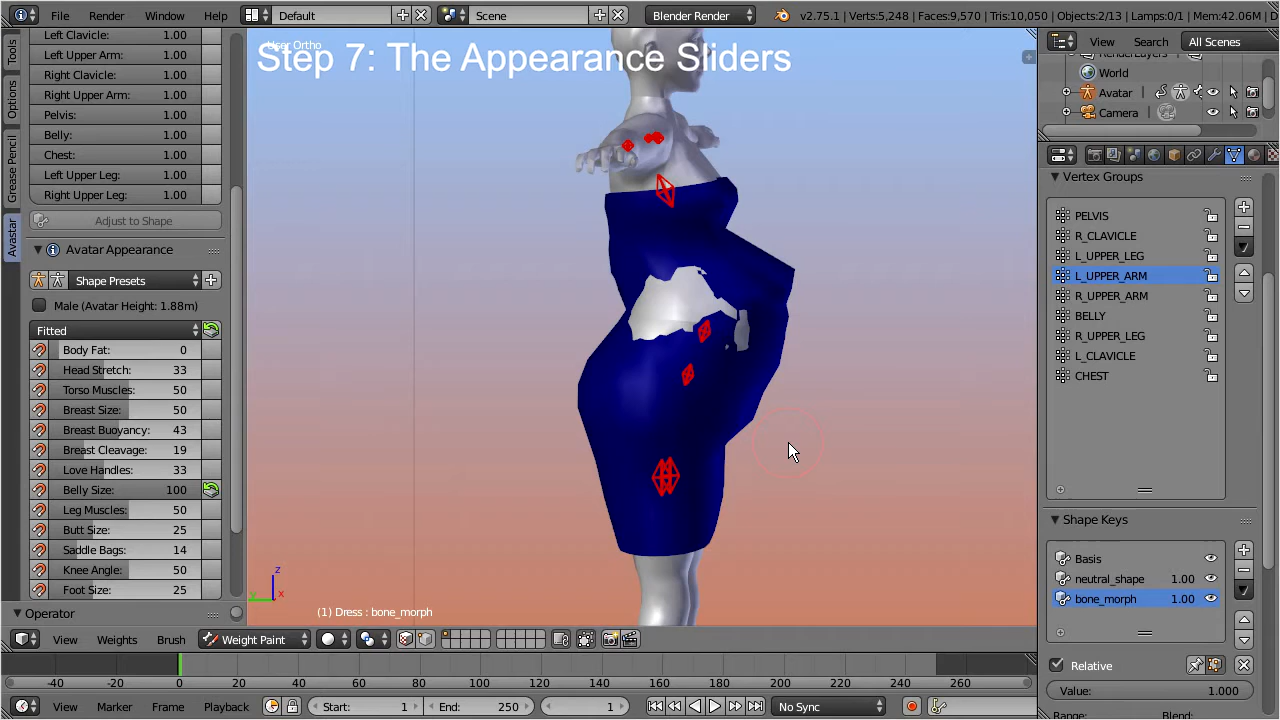 File Render Window Help Default Scene Blender Render v2.75.1 | Verts:5,248 | Faces:9,570 | Tris:10,050 | Objects:2/13 | Lamps:0/1 | Mem:42.06M
Tools
Options
Grease Pencil
Avastar
Left Clavicle: 1.00
Left Upper Arm: 1.00
Right Clavicle: 1.00
Right Upper Arm: 1.00
Pelvis: 1.00
Belly: 1.00
Chest: 1.00
Left Upper Leg: 1.00
Right Upper Leg: 1.00
Adjust to Shape
Avatar Appearance
Shape Presets
Male (Avatar Height: 1.88m)
Fitted
Body Fat: 0
Head Stretch: 33
Torso Muscles: 50
Breast Size: 50
Breast Buoyancy: 43
Breast Cleavage: 19
Love Handles: 33
Belly Size: 100
Leg Muscles: 50
Butt Size: 25
Saddle Bags: 14
Knee Angle: 50
Foot Size: 25
Operator
User Ortho
Step 7: The Appearance Sliders
z
y
x
(1) Dress : bone_morph
View Search All Scenes
RenderLayers
World
Avatar
Camera
Vertex Groups
PELVIS
R_CLAVICLE
L_UPPER_LEG
L_UPPER_ARM
R_UPPER_ARM
BELLY
R_UPPER_LEG
L_CLAVICLE
CHEST
Shape Keys
Basis
neutral_shape 1.00
bone_morph 1.00
Relative
Value: 1.000
Range: Blend:
View Weights Brush Weight Paint
-40 -20 0 20 40 60 80 100 120 140 160 180 200 220 240 260
View Marker Frame Playback Start: 1 End: 250 1 No Sync